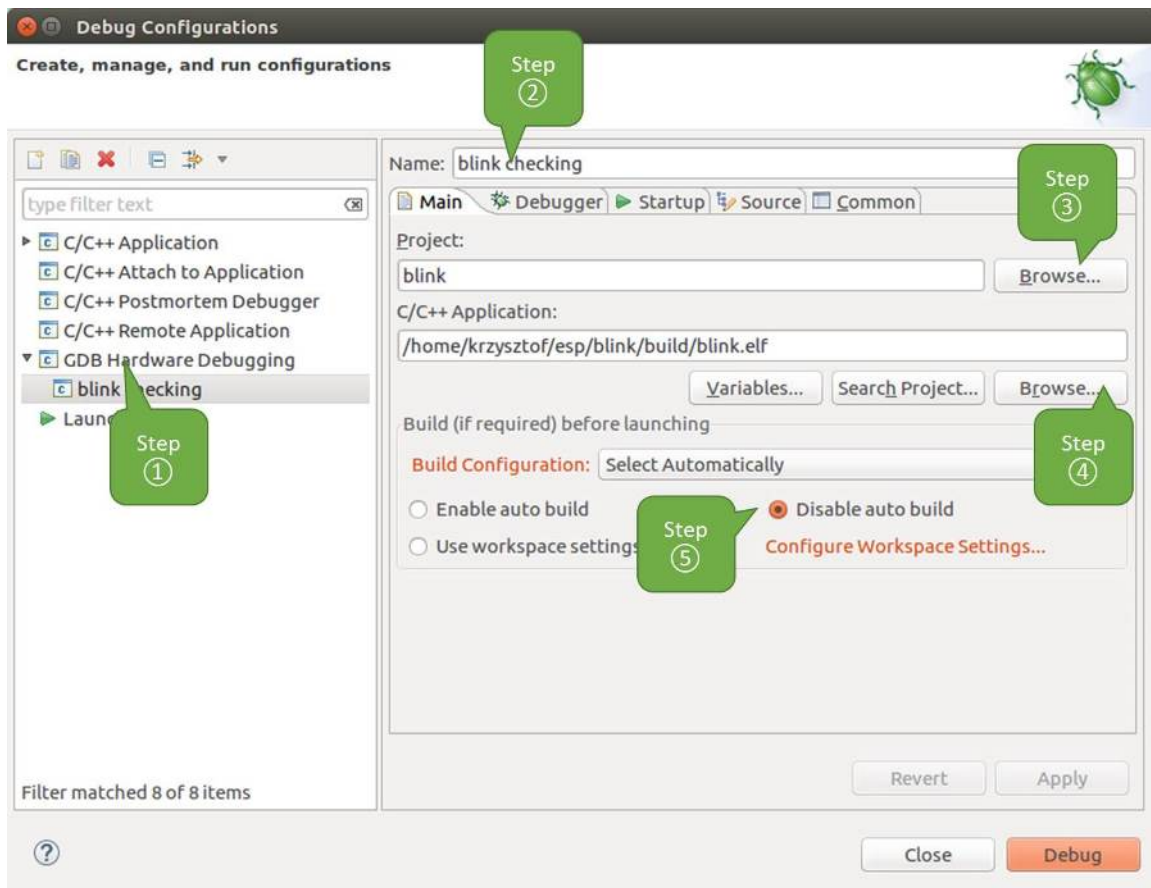 Debug Configurations
Create, manage, and run configurations
Step
②
type filter text
C/C++ Application
C/C++ Attach to Application
C/C++ Postmortem Debugger
C/C++ Remote Application
GDB Hardware Debugging
blink checking
Step
①
Filter matched 8 of 8 items
Name: blink checking
Main Debugger Startup Source Common
Step
③
Project:
blink Browse...
C/C++ Application:
/home/krzysztof/esp/blink/build/blink.elf
Variables... Search Project... Browse...
Step
④
Build (if required) before launching
Build Configuration: Select Automatically
Enable auto build Disable auto build
Step
⑤
Use workspace settings Configure Workspace Settings...
Revert Apply
Close Debug